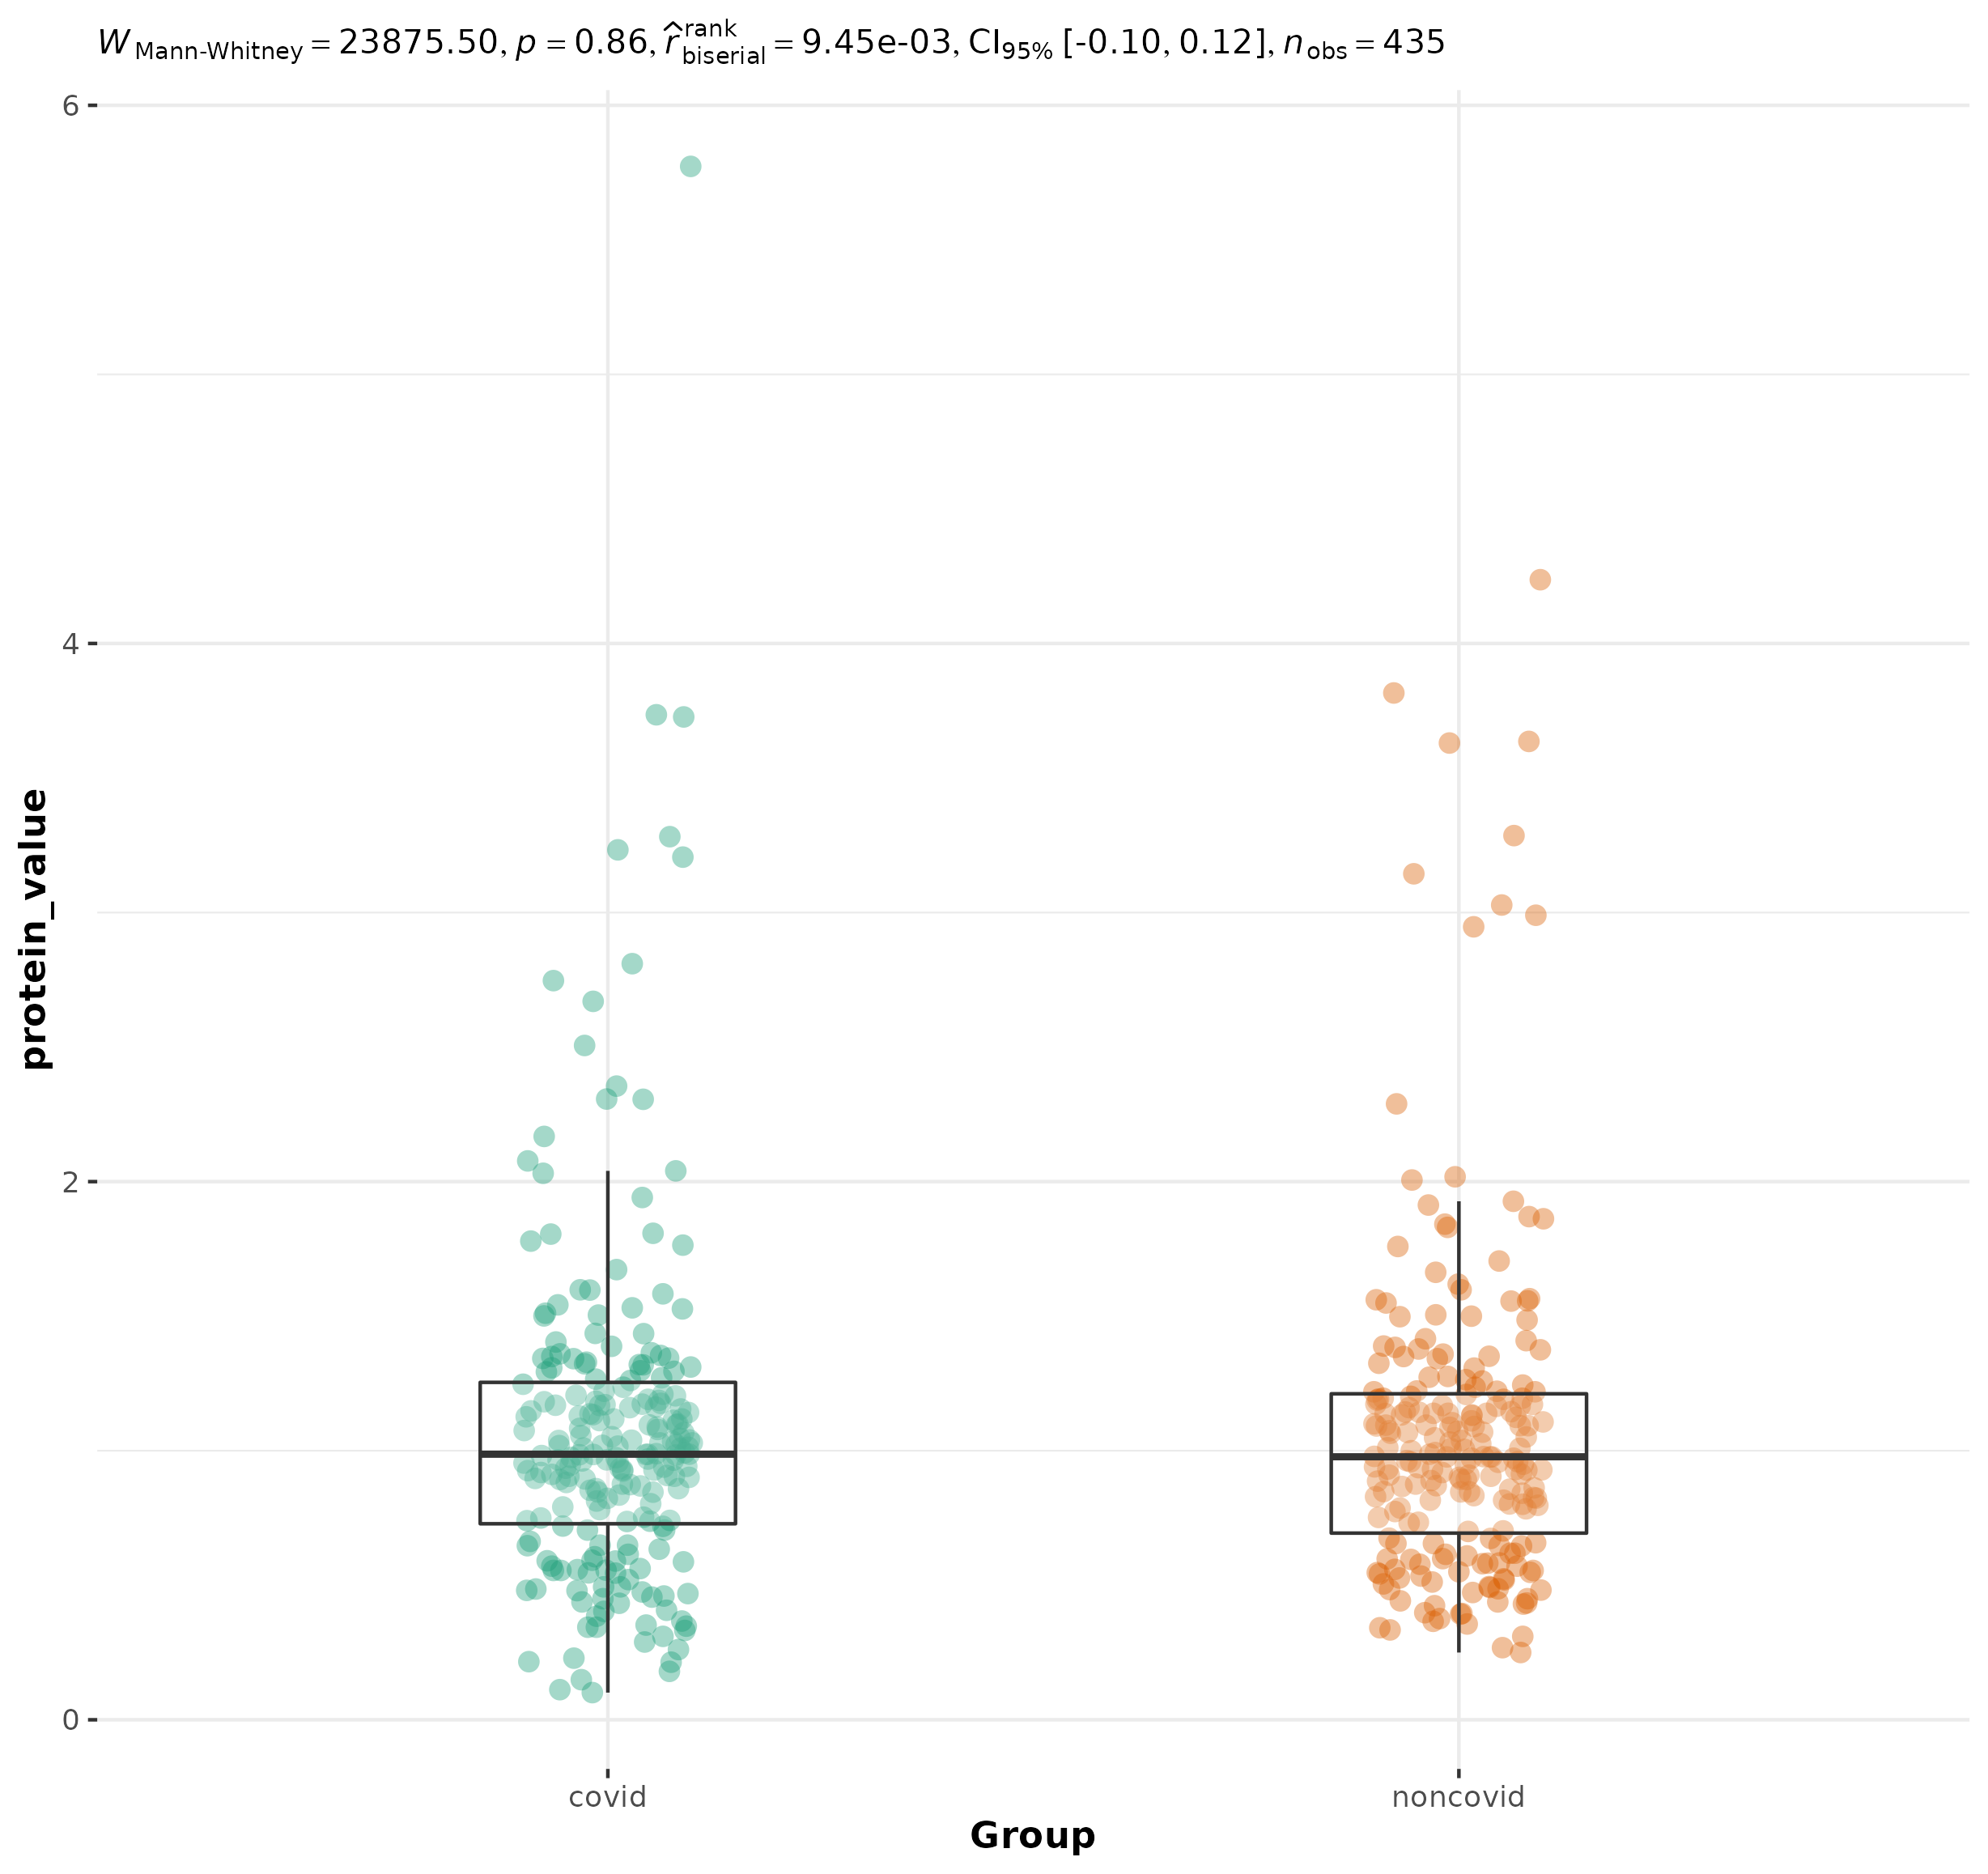 W Mann-Whitney = 23875.50, p = 0.86, r̂ rank biserial = 9.45e-03, CI95% [-0.10, 0.12], n obs = 435
6
4
2
0
protein_value
covid noncovid
Group